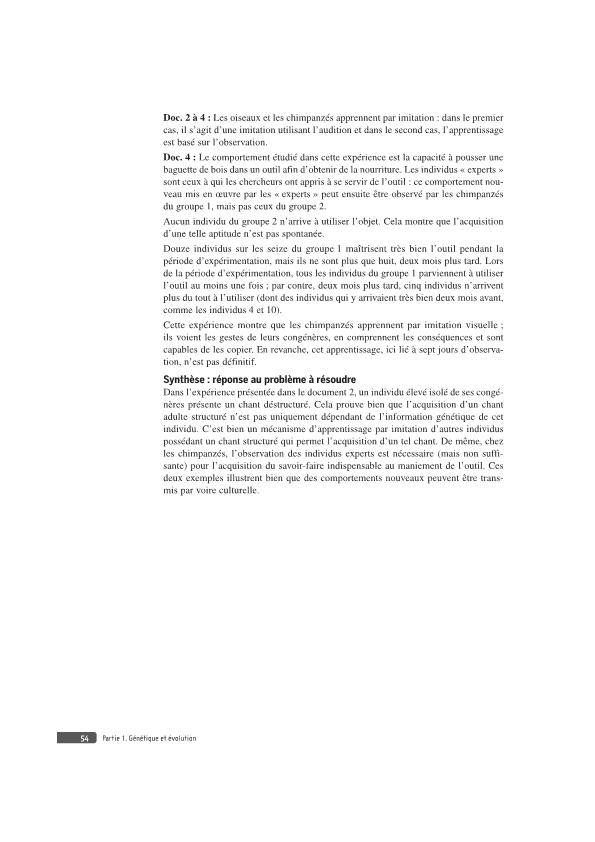 Doc. 2 à 4 : Les oiseaux et les chimpanzés apprennent par imitation : dans le premier
cas, il s’agit d’une imitation utilisant l’audition et dans le second cas, l’apprentissage
est basé sur l’observation.
Doc. 4 : Le comportement étudié dans cette expérience est la capacité à pousser une
baguette de bois dans un outil afin d’obtenir de la nourriture. Les individus « experts »
sont ceux à qui les chercheurs ont appris à se servir de l’outil : ce comportement nou-
veau mis en œuvre par les « experts » peut ensuite être observé par les chimpanzés
du groupe 1, mais pas ceux du groupe 2.
Aucun individu du groupe 2 n’arrive à utiliser l’objet. Cela montre que l’acquisition
d’une telle aptitude n’est pas spontanée.
Douze individus sur les seize du groupe 1 maîtrisent très bien l’outil pendant la
période d’expérimentation, mais ils ne sont plus que huit, deux mois plus tard. Lors
de la période d’expérimentation, tous les individus du groupe 1 parviennent à utiliser
l’outil au moins une fois ; par contre, deux mois plus tard, cinq individus n’arrivent
plus du tout à l’utiliser (dont des individus qui y arrivaient très bien deux mois avant,
comme les individus 4 et 10).
Cette expérience montre que les chimpanzés apprennent par imitation visuelle ;
ils voient les gestes de leurs congénères, en comprennent les conséquences et sont
capables de les copier. En revanche, cet apprentissage, ici lié à sept jours d’observa-
tion, n’est pas définitif.
Synthèse : réponse au problème à résoudre
Dans l’expérience présentée dans le document 2, un individu élevé isolé de ses congé-
nères présente un chant déstructuré. Cela prouve bien que l’acquisition d’un chant
adulte structuré n’est pas uniquement dépendant de l’information génétique de cet
individu. C’est bien un mécanisme d’apprentissage par imitation d’autres individus
possédant un chant structuré qui permet l’acquisition d’un tel chant. De même, chez
les chimpanzés, l’observation des individus experts est nécessaire (mais non suffi-
sante) pour l’acquisition du savoir-faire indispensable au maniement de l’outil. Ces
deux exemples illustrent bien que des comportements nouveaux peuvent être trans-
mis par voire culturelle.
54 Partie 1. Génétique et évolution